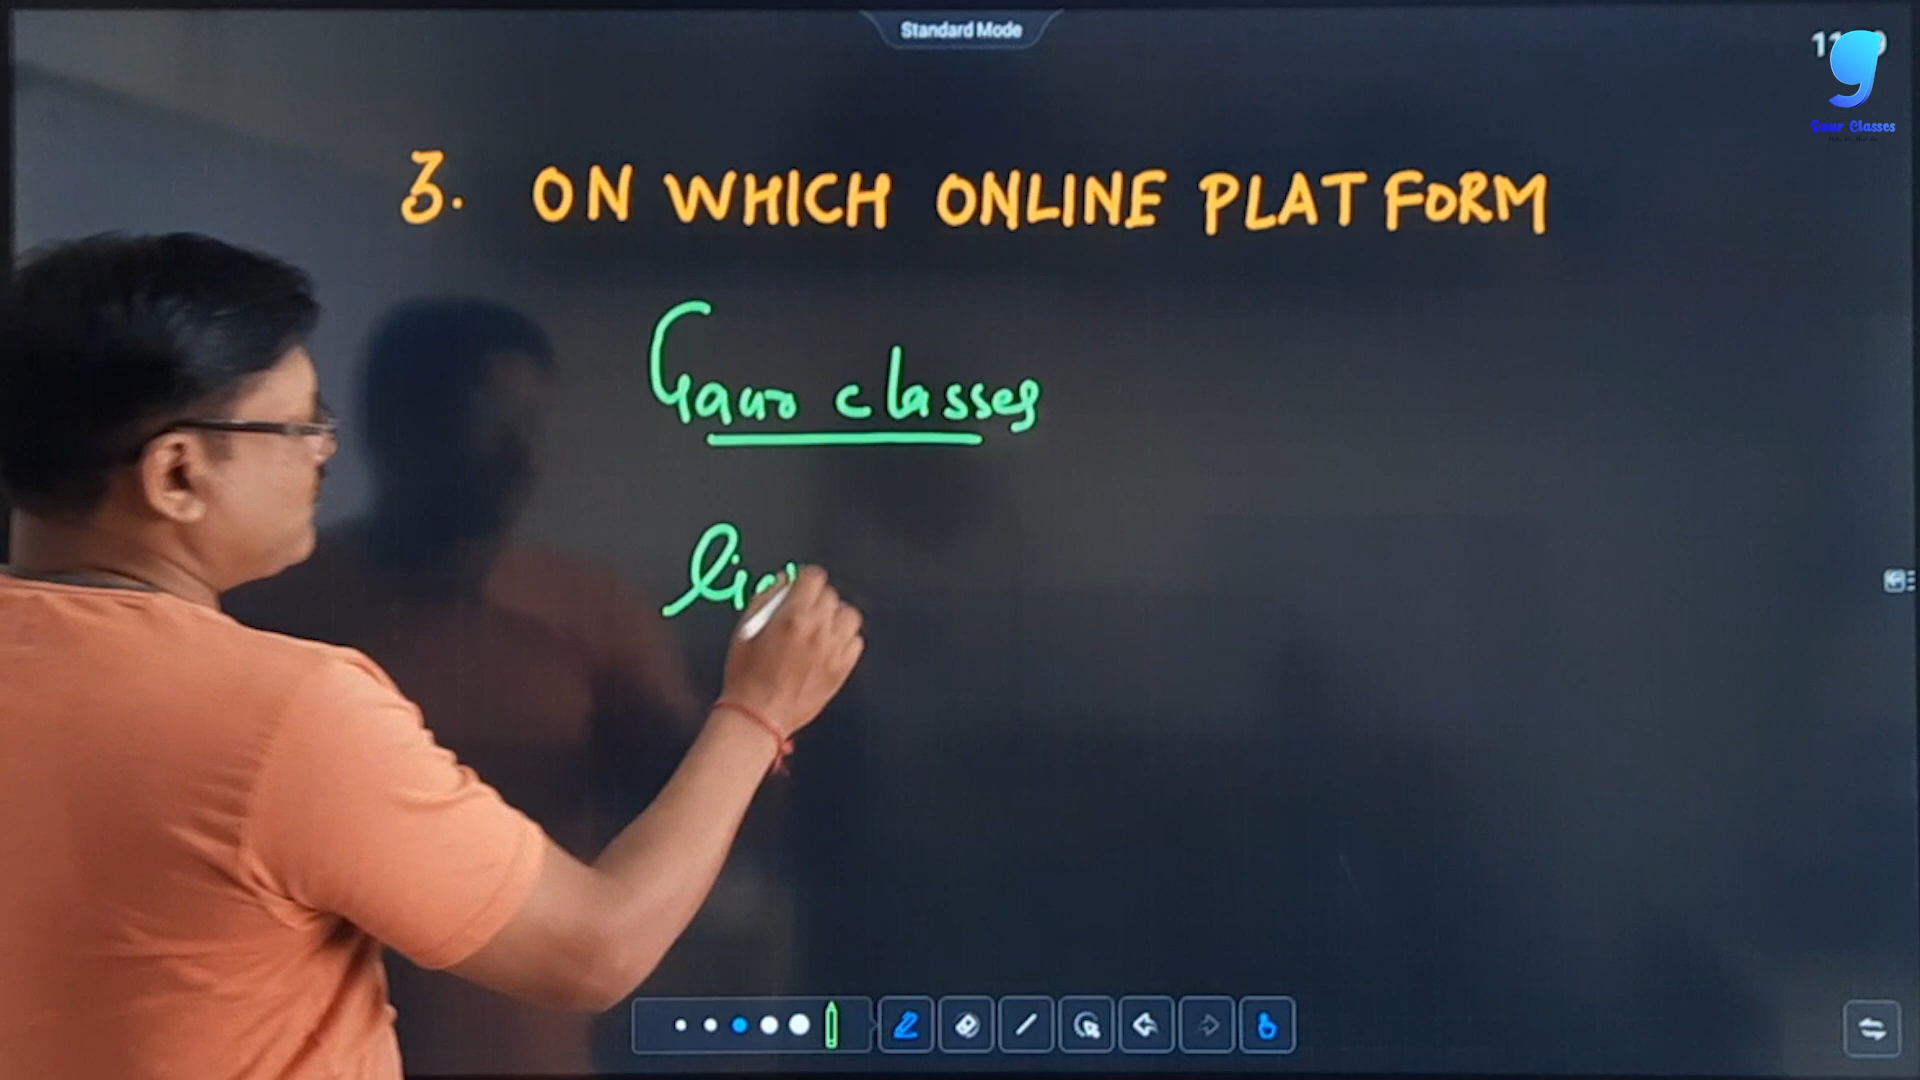 Standard Mode
3. ON WHICH ONLINE PLATFORM
Gaur classes
Gaur Classes